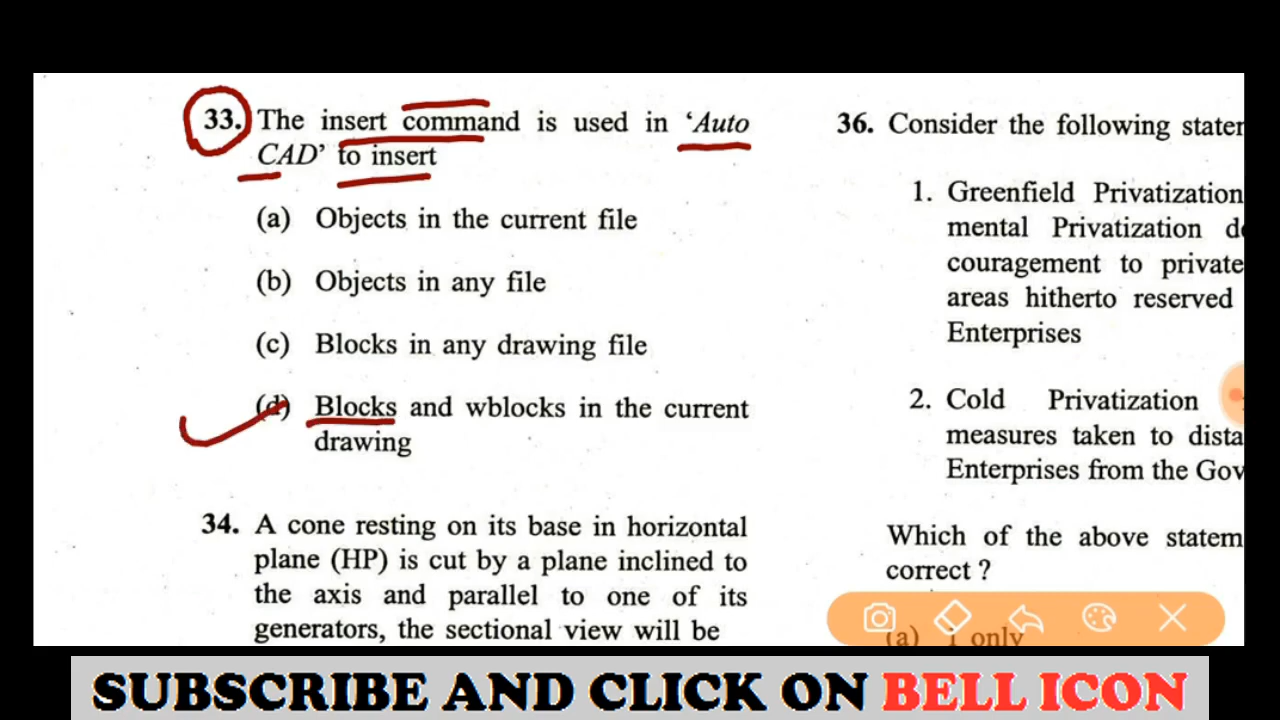 33. The insert command is used in ‘Auto
CAD’ to insert
(a) Objects in the current file
(b) Objects in any file
(c) Blocks in any drawing file
(d) Blocks and wblocks in the current
drawing
34. A cone resting on its base in horizontal
plane (HP) is cut by a plane inclined to
the axis and parallel to one of its
generators, the sectional view will be
36. Consider the following stater
1. Greenfield Privatization
mental Privatization de
couragement to private
areas hitherto reserved
Enterprises
2. Cold Privatization
measures taken to dista
Enterprises from the Gov
Which of the above statem
correct ?
(a) 1 only
SUBSCRIBE AND CLICK ON BELL ICON